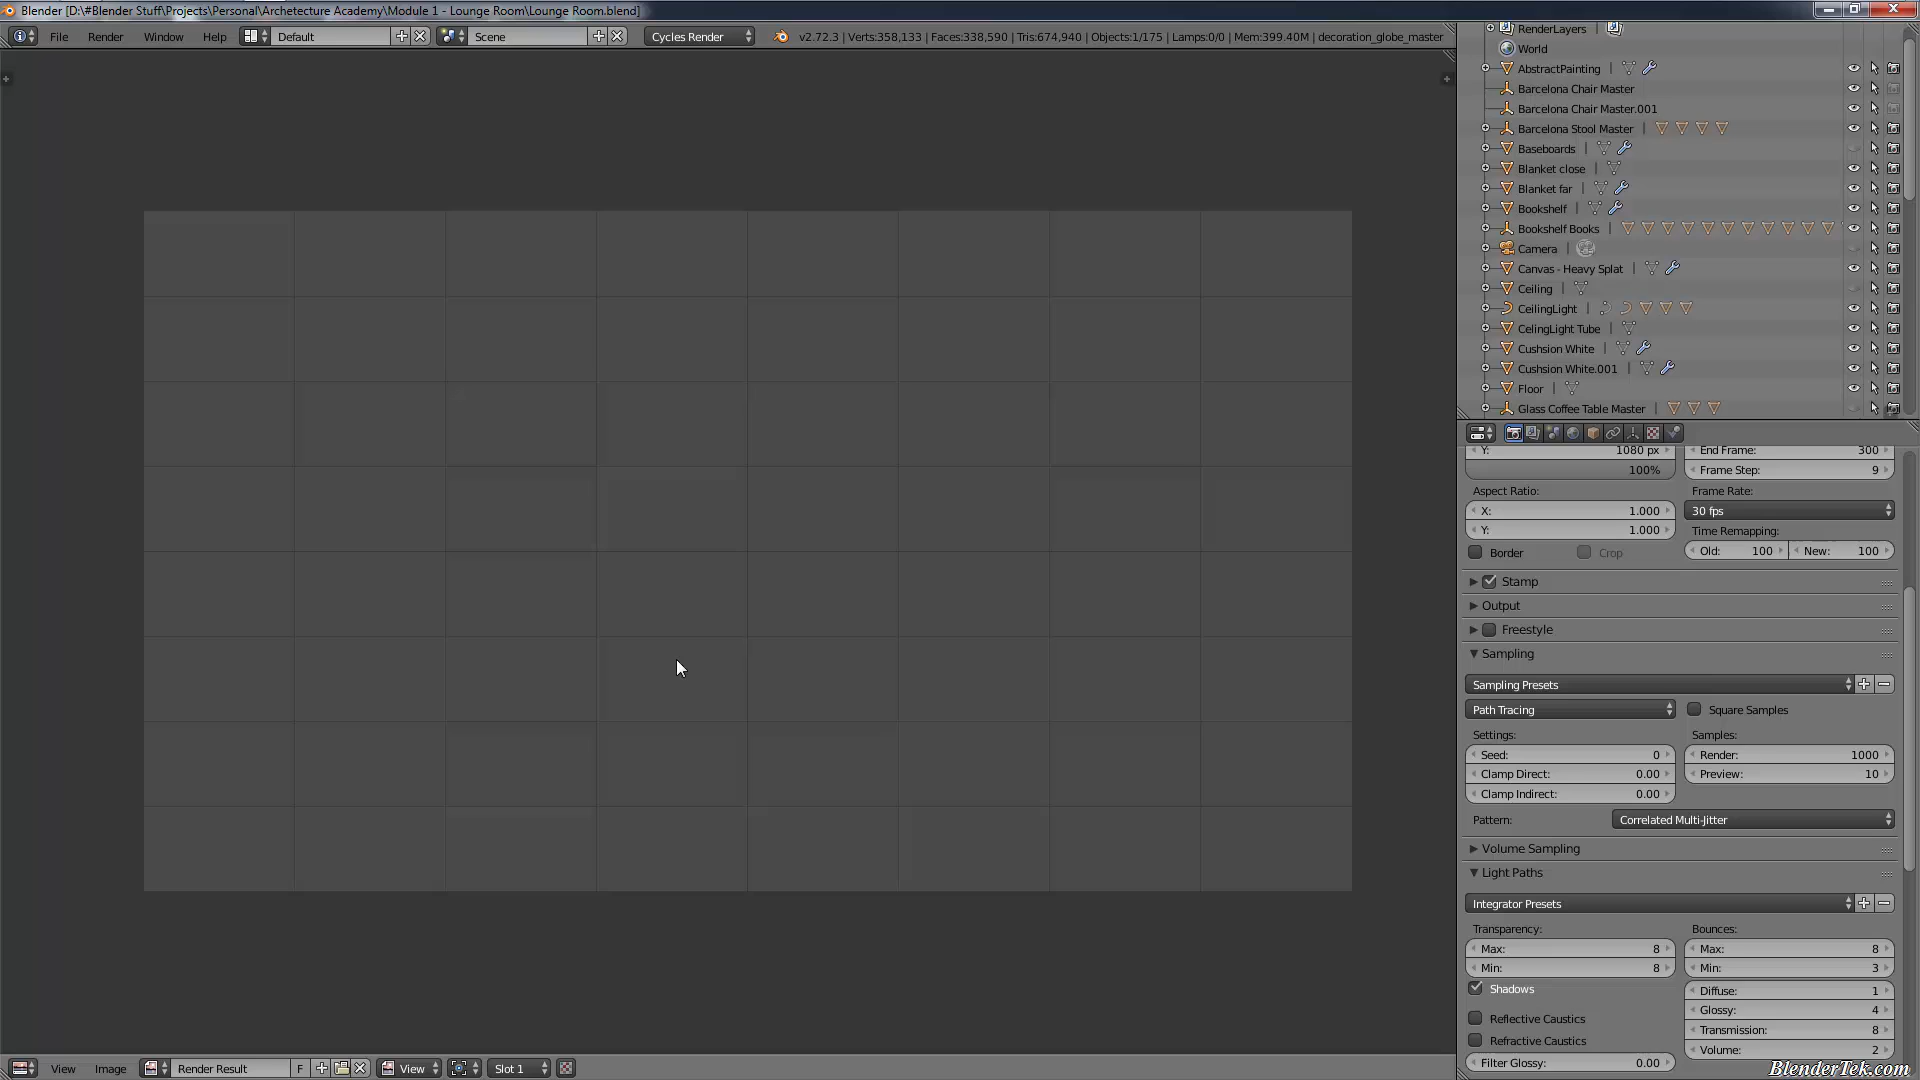 Blender [D:\#Blender Stuff\Projects\Personal\Archetecture Academy\Module 1 - Lounge Room\Lounge Room.blend]
File Render Window Help Default Scene Cycles Render v2.72.3 | Verts:358,133 | Faces:338,590 | Tris:674,940 | Objects:1/175 | Lamps:0/0 | Mem:399.40M | decoration_globe_master
RenderLayers
World
AbstractPainting
Barcelona Chair Master
Barcelona Chair Master.001
Barcelona Stool Master
Baseboards
Blanket close
Blanket far
Bookshelf
Bookshelf Books
Camera
Canvas - Heavy Splat
Ceiling
CeilingLight
CelingLight Tube
Cushsion White
Cushsion White.001
Floor
Glass Coffee Table Master
Y: 1080 px End Frame: 300
100% Frame Step: 9
Aspect Ratio: Frame Rate:
X: 1.000 30 fps
Y: 1.000 Time Remapping:
Border Crop Old: 100 New: 100
Stamp
Output
Freestyle
Sampling
Sampling Presets
Path Tracing Square Samples
Settings: Samples:
Seed: 0 Render: 1000
Clamp Direct: 0.00 Preview: 10
Clamp Indirect: 0.00
Pattern: Correlated Multi-Jitter
Volume Sampling
Light Paths
Integrator Presets
Transparency: Bounces:
Max: 8 Max: 8
Min: 8 Min: 3
Shadows Diffuse: 1
Reflective Caustics Glossy: 4
Refractive Caustics Transmission: 8
Filter Glossy: 0.00 Volume: 2
View Image Render Result F View Slot 1
BlenderTek.com